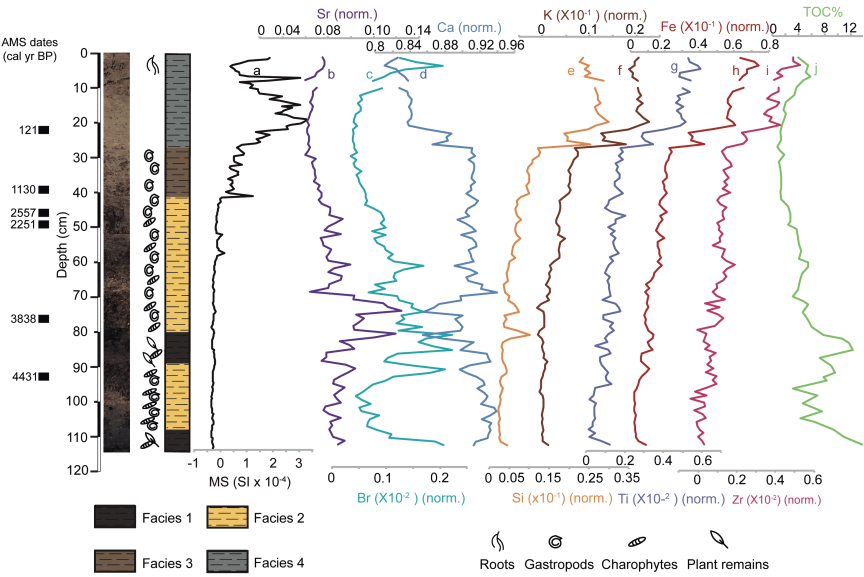 Sr (norm.)
K (X10⁻¹) (norm.)
TOC%
0 0.04 0.08 0.10 0.14
Ca (norm.)
0 0.1 0.2
Fe (X10⁻¹) (norm.)
0 4 8 12
AMS dates
(cal yr BP)
0.8 0.84 0.88 0.92 0.96
0.2 0.4 0.6 0.8
0
a b c d e f g h i j
10
20
121
30
1130
40
2557
2251
50
Depth (cm)
60
70
3838
80
90
4431
100
110
120
-1 0 1 2 3
MS (SI x 10⁻⁴)
0 0.1 0.2
Br (X10⁻²) (norm.)
0 0.05 0.15 0.25 0.35
Si (x10⁻¹) (norm.)
0 0.2 0.4 0.6
Ti (X10⁻²) (norm.)
0 0.2 0.4 0.6
Zr (X10⁻²) (norm.)
Facies 1
Facies 2
Facies 3
Facies 4
Roots
Gastropods
Charophytes
Plant remains